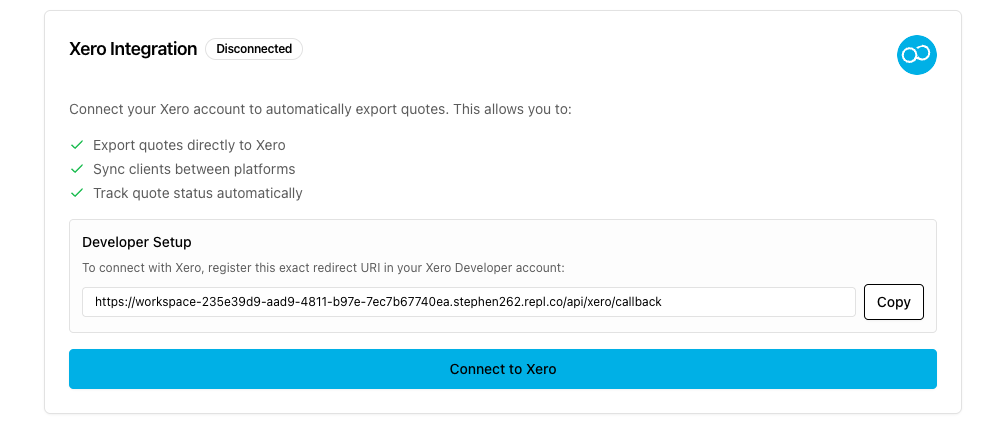 Xero Integration Disconnected
Connect your Xero account to automatically export quotes. This allows you to:
Export quotes directly to Xero
Sync clients between platforms
Track quote status automatically
Developer Setup
To connect with Xero, register this exact redirect URI in your Xero Developer account:
https://workspace-235e39d9-aad9-4811-b97e-7ec7b67740ea.stephen262.repl.co/api/xero/callback Copy
Connect to Xero